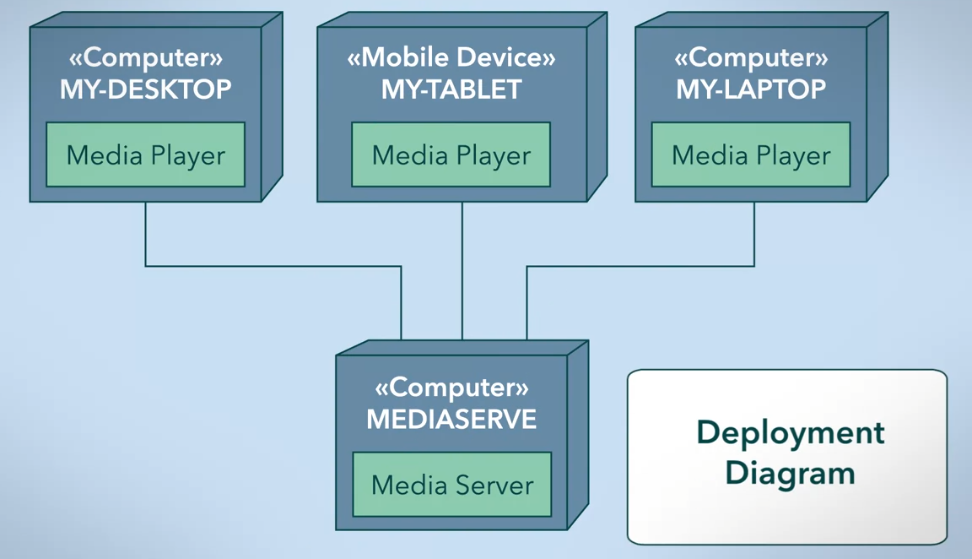 «Computer»
MY-DESKTOP
Media Player
«Mobile Device»
MY-TABLET
Media Player
«Computer»
MY-LAPTOP
Media Player
«Computer»
MEDIASERVE
Media Server
Deployment
Diagram